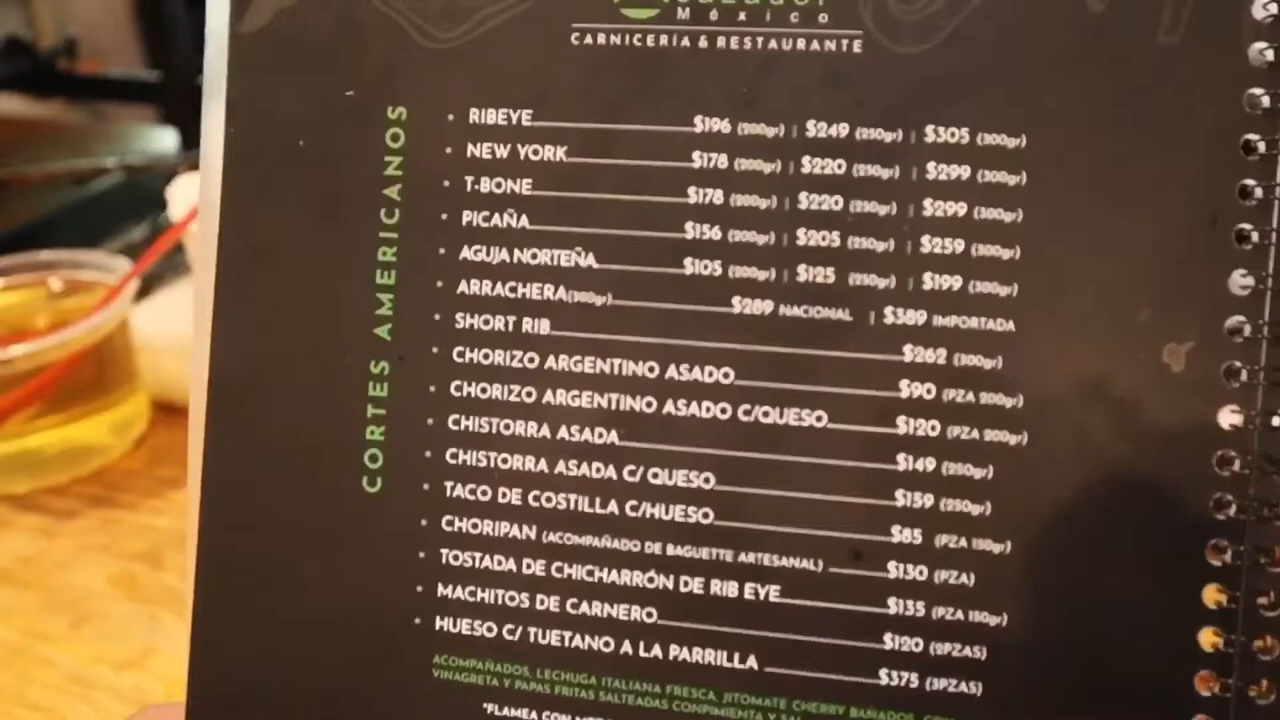 México
CARNICERÍA & RESTAURANTE
CORTES AMERICANOS
• RIBEYE $196 (200gr) | $249 (250gr) | $305 (300gr)
• NEW YORK $178 (200gr) | $220 (250gr) | $299 (300gr)
• T-BONE $178 (200gr) | $220 (250gr) | $299 (300gr)
• PICAÑA $156 (200gr) | $205 (250gr) | $259 (300gr)
• AGUJA NORTEÑA $105 (200gr) | $125 (250gr) | $199 (300gr)
• ARRACHERA(300gr) $289 NACIONAL | $389 IMPORTADA
• SHORT RIB $262 (300gr)
• CHORIZO ARGENTINO ASADO $90 (PZA 200gr)
• CHORIZO ARGENTINO ASADO C/QUESO $120 (PZA 200gr)
• CHISTORRA ASADA $149 (250gr)
• CHISTORRA ASADA C/ QUESO $159 (250gr)
• TACO DE COSTILLA C/HUESO $85 (PZA 150gr)
• CHORIPAN (ACOMPAÑADO DE BAGUETTE ARTESANAL) $130 (PZA)
• TOSTADA DE CHICHARRÓN DE RIB EYE $135 (PZA 150gr)
• MACHITOS DE CARNERO $120 (2PZAS)
• HUESO C/ TUETANO A LA PARRILLA $375 (3PZAS)
ACOMPAÑADOS, LECHUGA ITALIANA FRESCA, JITOMATE CHERRY BAÑADOS
VINAGRETA Y PAPAS FRITAS SALTEADAS CONPIMIENTA Y
*FLAMEA CON